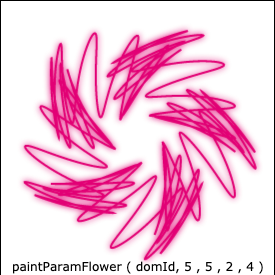 paintParamFlower ( domId, 5 , 5 , 2 , 4 )